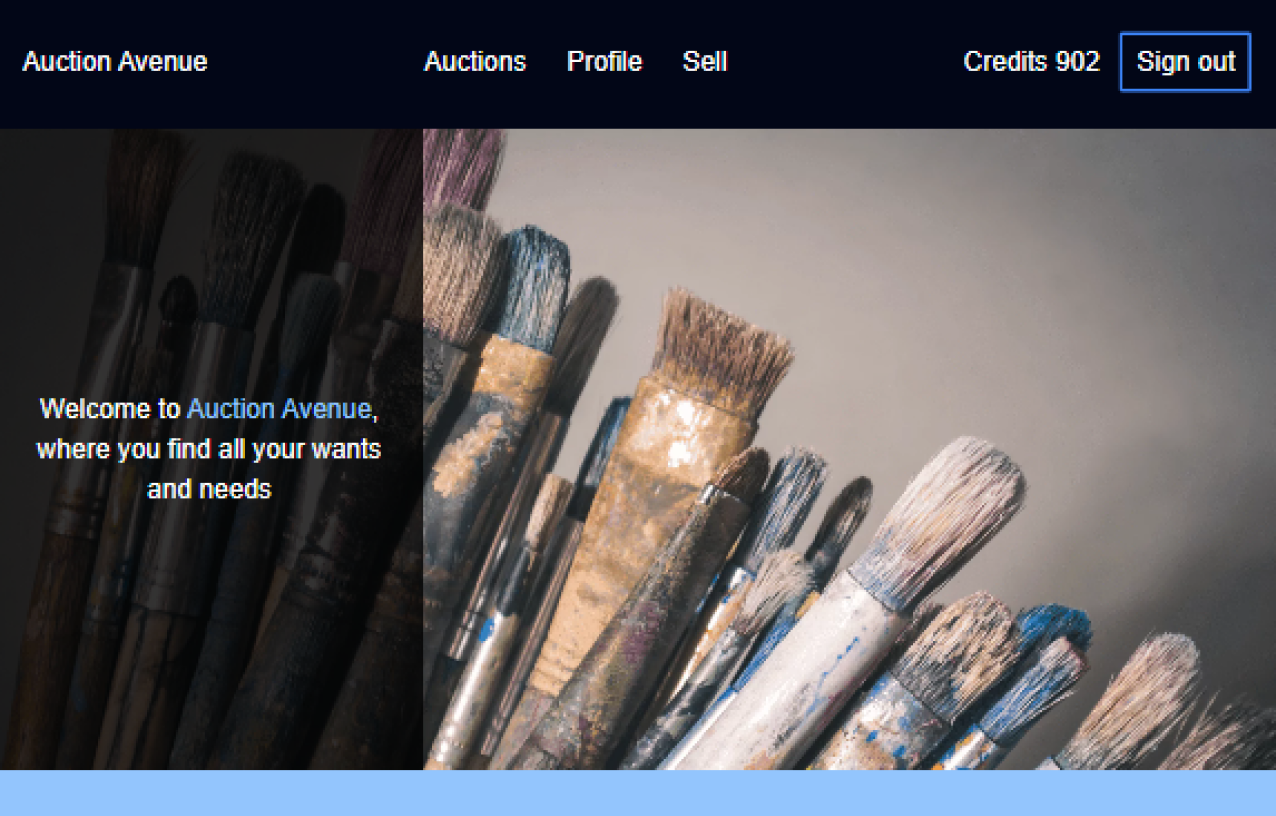 Auction Avenue
Auctions
Profile
Sell
Credits 902
Sign out
Welcome to Auction Avenue,
where you find all your wants
and needs